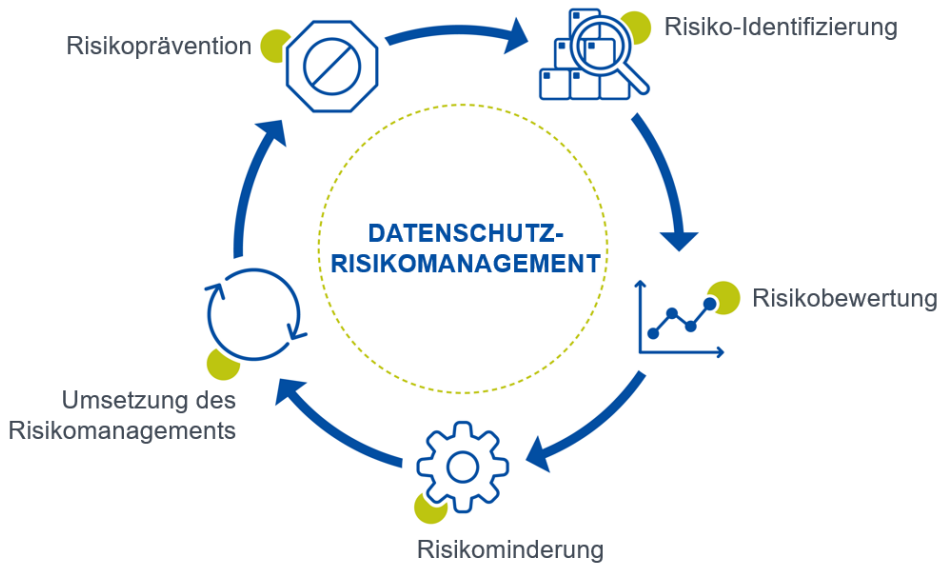 Risikoprävention
Risiko-Identifizierung
DATENSCHUTZ-
RISIKOMANAGEMENT
Risikobewertung
Umsetzung des
Risikomanagements
Risikominderung